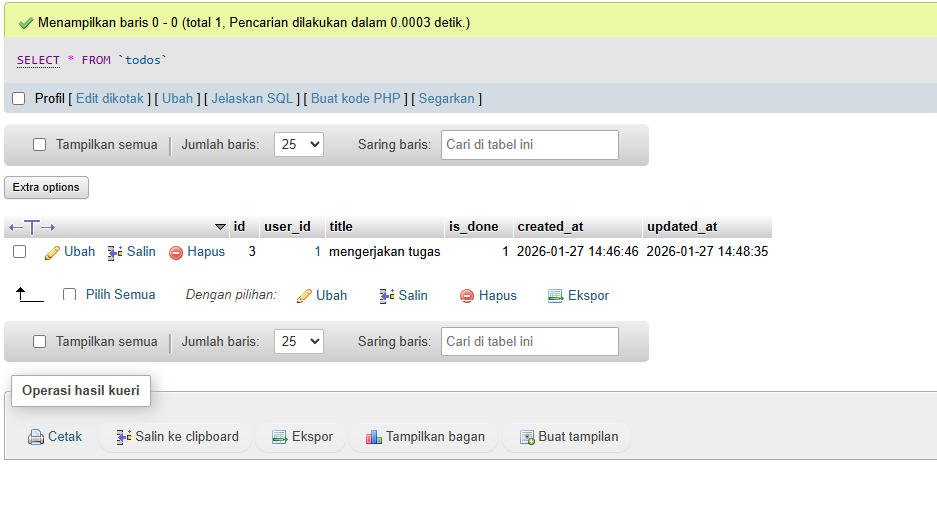 Menampilkan baris 0 - 0 (total 1, Pencarian dilakukan dalam 0.0003 detik.)
SELECT * FROM `todos`
Profil [ Edit dikotak ] [ Ubah ] [ Jelaskan SQL ] [ Buat kode PHP ] [ Segarkan ]
Tampilkan semua | Jumlah baris: 25 Saring baris: Cari di tabel ini
Extra options
←T→ id user_id title is_done created_at updated_at
Ubah Salin Hapus 3 1 mengerjakan tugas 1 2026-01-27 14:46:46 2026-01-27 14:48:35
Pilih Semua Dengan pilihan: Ubah Salin Hapus Ekspor
Tampilkan semua | Jumlah baris: 25 Saring baris: Cari di tabel ini
Operasi hasil kueri
Cetak Salin ke clipboard Ekspor Tampilkan bagan Buat tampilan